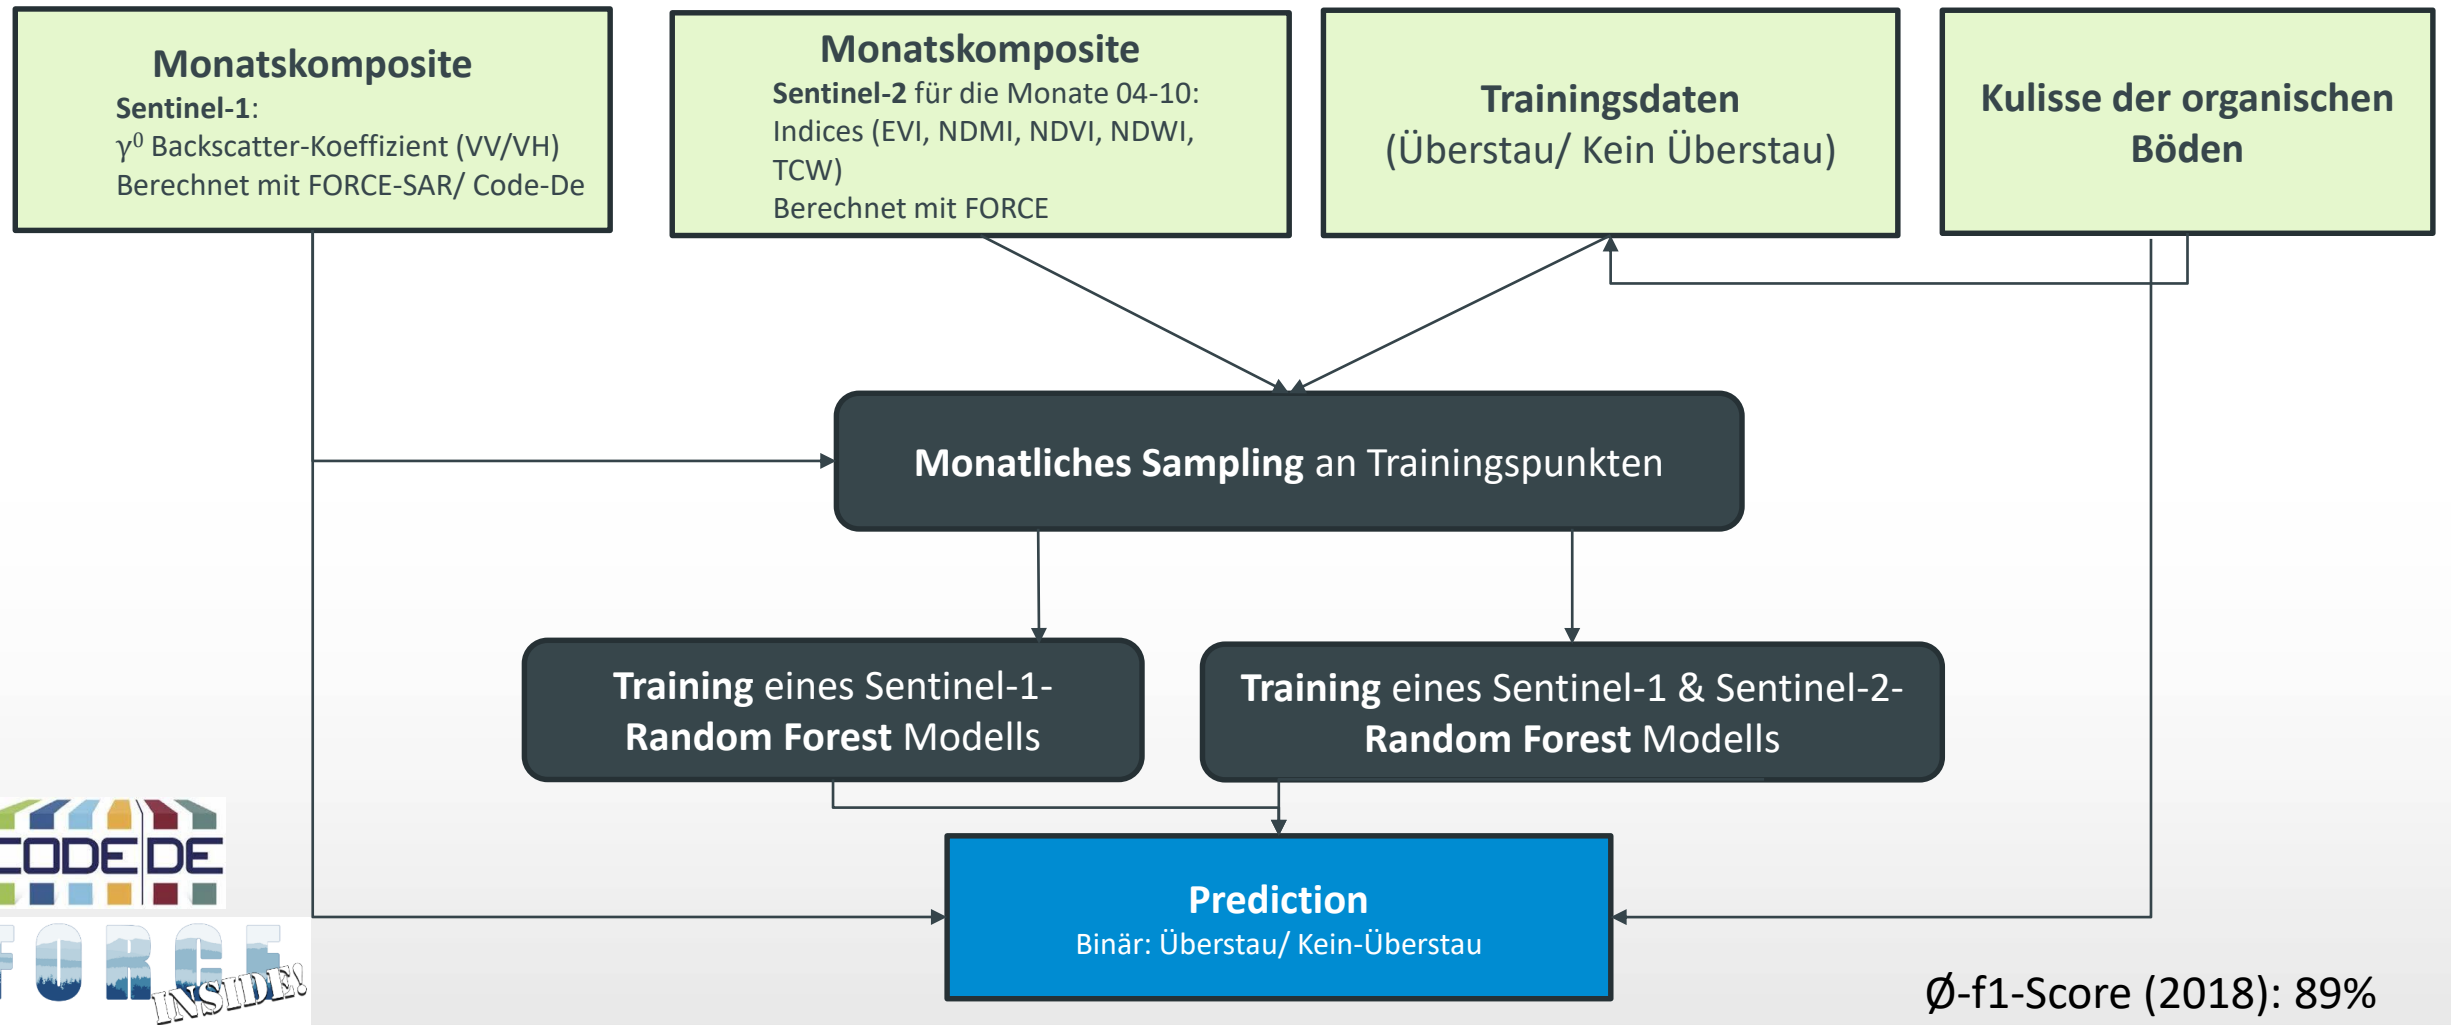 Monatskomposite
Sentinel-1:
γ⁰ Backscatter-Koeffizient (VV/VH)
Berechnet mit FORCE-SAR/ Code-De
Monatskomposite
Sentinel-2 für die Monate 04-10:
Indices (EVI, NDMI, NDVI, NDWI,
TCW)
Berechnet mit FORCE
Trainingsdaten
(Überstau/ Kein Überstau)
Kulisse der organischen
Böden
Monatliches Sampling an Trainingspunkten
Training eines Sentinel-1-
Random Forest Modells
Training eines Sentinel-1 & Sentinel-2-
Random Forest Modells
Prediction
Binär: Überstau/ Kein-Überstau
CODE DE
FORCE
INSIDE!
Ø-f1-Score (2018): 89%